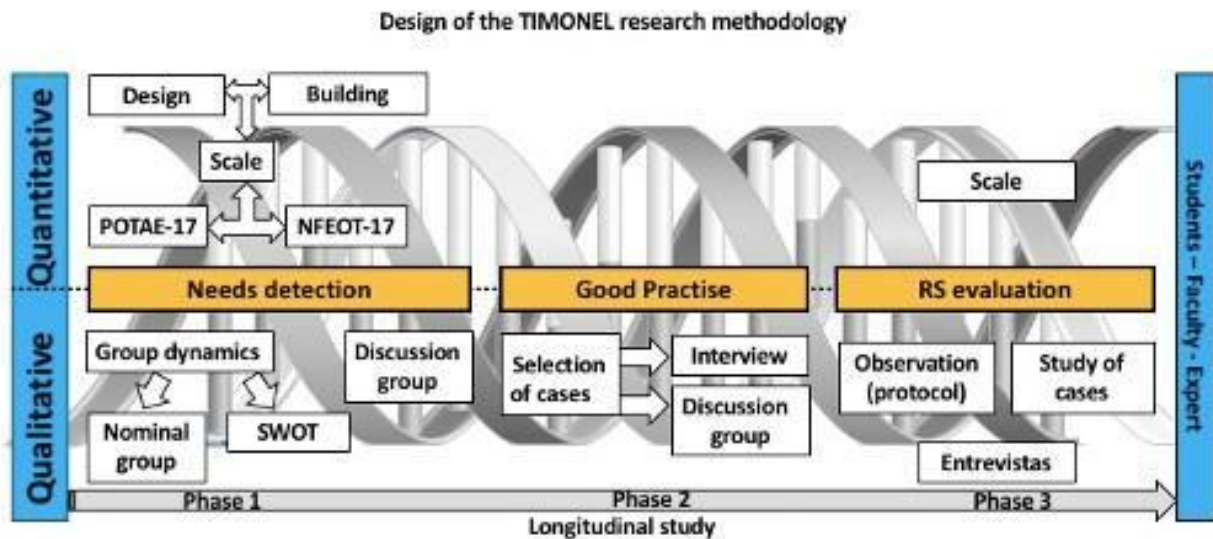 Design of the TIMONEL research methodology
Quantitative
Design
Building
Scale
POTAE-17
NFEOT-17
Scale
Needs detection
Good Practise
RS evaluation
Qualitative
Group dynamics
Discussion
group
Nominal
group
SWOT
Selection
of cases
Interview
Discussion
group
Observation
(protocol)
Study of
cases
Entrevistas
Phase 1
Phase 2
Phase 3
Longitudinal study
Students – Faculty - Expert